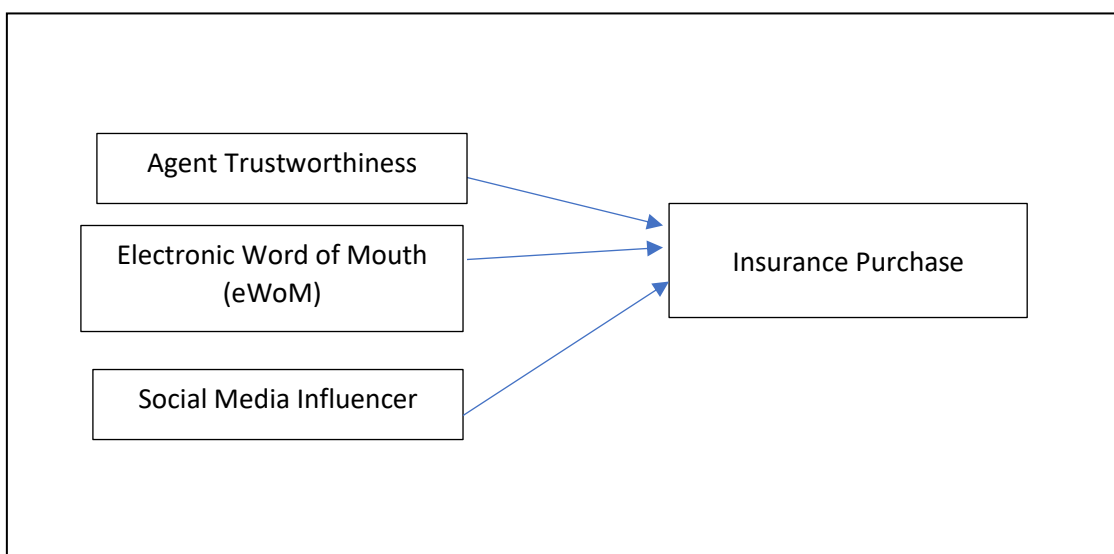 Agent Trustworthiness
Electronic Word of Mouth
(eWoM)
Social Media Influencer
Insurance Purchase